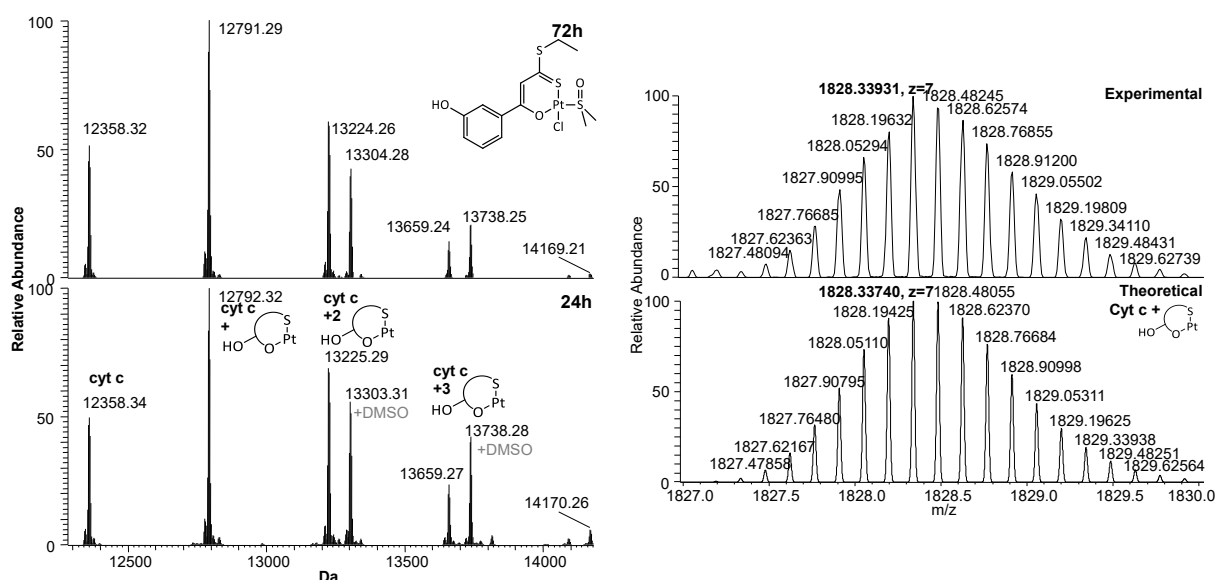 100
12791.29
72h
S
S
O
Pt
S
HO
O
Cl
12358.32
13224.26
13304.28
50
13659.24
13738.25
14169.21
0
Relative Abundance
100
12792.32
24h
cyt c
+
S
Pt
HO
O
cyt c
+2
S
Pt
HO
O
13225.29
cyt c
12358.34
13303.31
+DMSO
cyt c
+3
S
Pt
HO
O
50
13738.28
+DMSO
13659.27
14170.26
0
Relative Abundance
12500
13000
13500
14000
Da
1828.33931, z=7
Experimental
100
1828.48245
1828.19632
1828.62574
1828.05294
1828.76855
1828.91200
1827.90995
1829.05502
50
1829.19809
1827.76685
1829.34110
1827.62363
1829.48431
1827.48094
1829.62739
0
Relative Abundance
1828.33740, z=7
1828.48055
Theoretical
Cyt c +
S
Pt
HO
O
100
1828.19425
1828.62370
1828.05110
1828.76684
1828.90998
1827.90795
1829.05311
50
1827.76480
1829.19625
1829.33938
1827.62167
1829.48251
1827.47858
1829.62564
0
1827.0
1827.5
1828.0
1828.5
1829.0
1829.5
1830.0
m/z